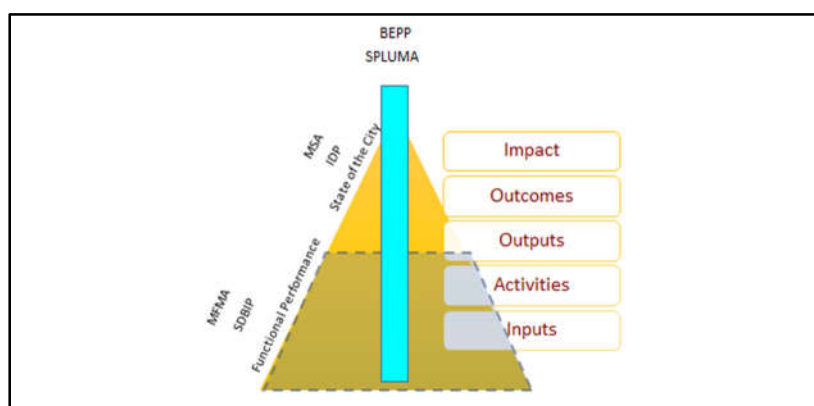 BEPP
SPLUMA
MSA
IDP
State of the City
MFMA
SDBIP
Functional Performance
Impact
Outcomes
Outputs
Activities
Inputs